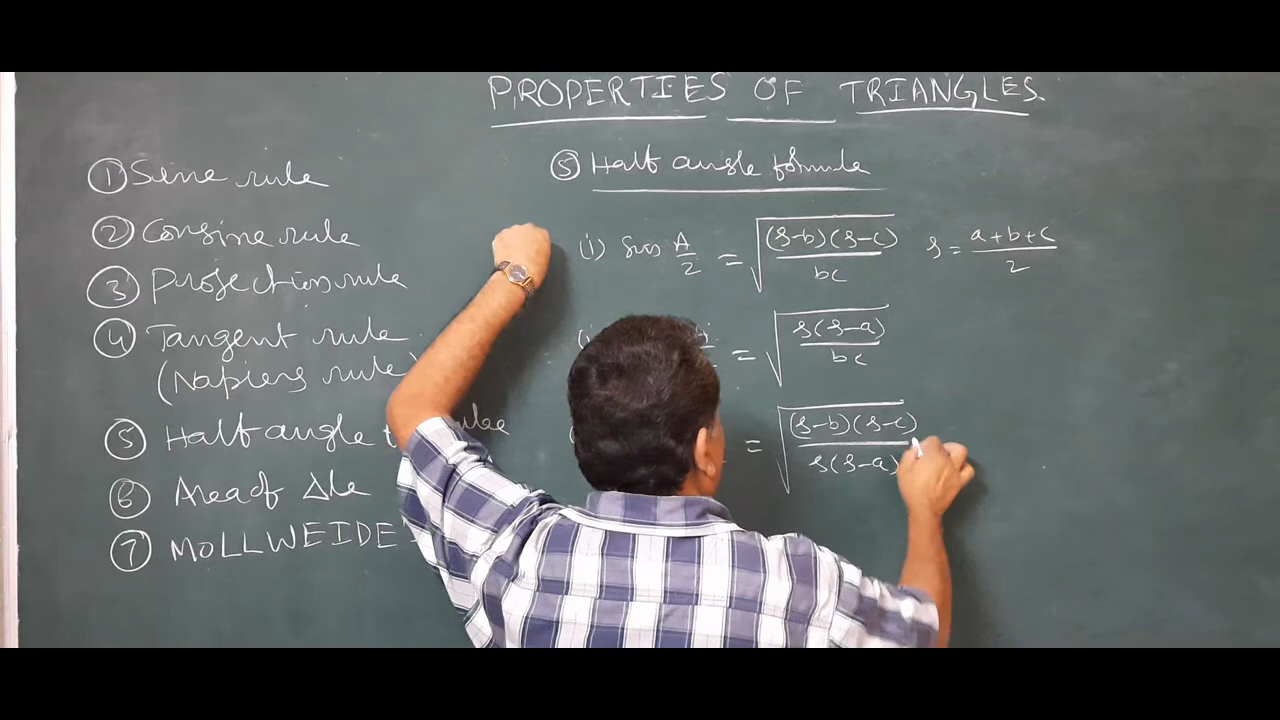 PROPERTIES OF TRIANGLES.
① Sine rule
② Consine rule
③ Projection rule
④ Tangent rule
(Napiers rule)
⑤ Half angle
⑥ Area of Δle
⑦ MOLLWEIDE'
⑤ Half angle formula
(i) Sin A/2 = √((s-b)(s-c)/bc) s = (a+b+c)/2
= √(s(s-a)/bc)
= √((s-b)(s-c)/s(s-a))